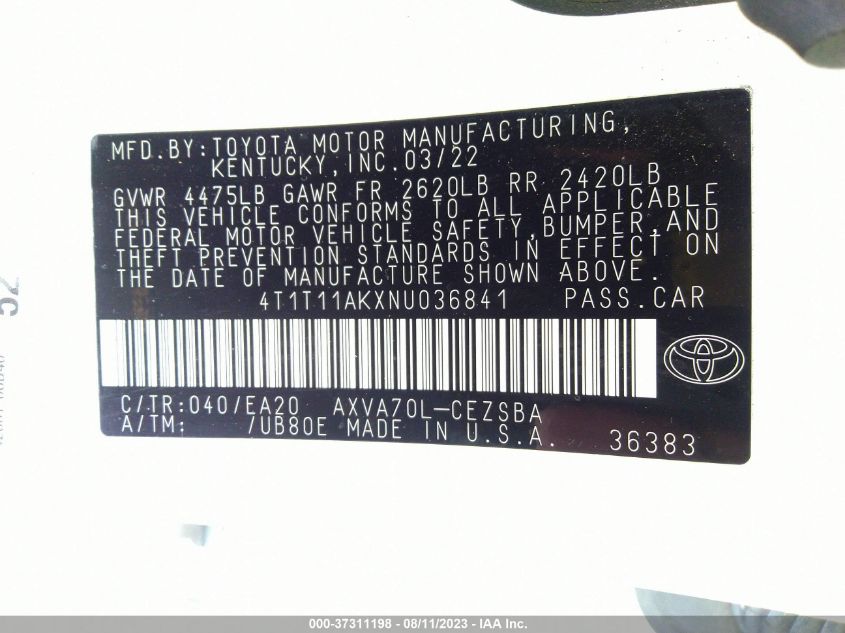 MFD.BY:TOYOTA MOTOR MANUFACTURING,
KENTUCKY,INC.03/22
GVWR 4475LB GAWR FR 2620LB RR 2420LB
THIS VEHICLE CONFORMS TO ALL APPLICABLE
FEDERAL MOTOR VEHICLE SAFETY,BUMPER,AND
THEFT PREVENTION STANDARDS IN EFFECT ON
THE DATE OF MANUFACTURE SHOWN ABOVE.
4T1T11AKXNU036841 PASS.CAR
C/TR:040/EA20 AXVA70L-CEZSBA
A/TM: /UB80E MADE IN U.S.A. 36383
52
000-37311198 - 08/11/2023 - IAA Inc.